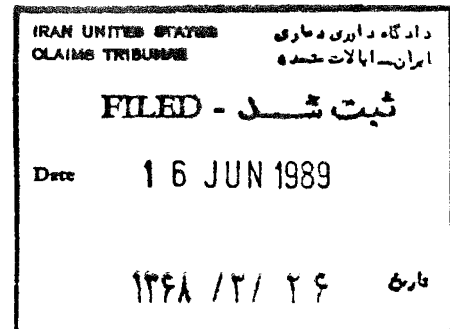 IRAN UNITED STATES دادگاه داوری دعاوی
CLAIMS TRIBUNAL ایران-ایالات متحده
FILED - ثبت شد
Date 16 JUN 1989
۱۳۶۸ /۳/ ۲۶ تاریخ